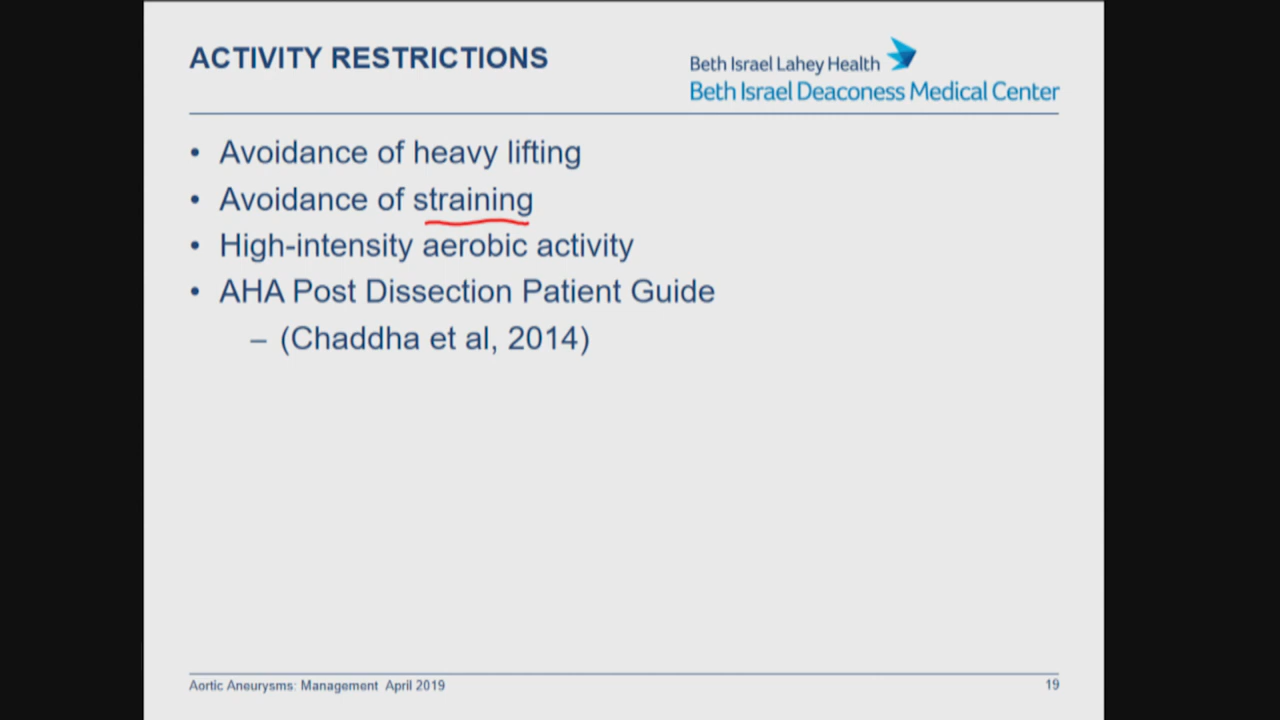 ACTIVITY RESTRICTIONS
Beth Israel Lahey Health
Beth Israel Deaconess Medical Center
• Avoidance of heavy lifting
• Avoidance of straining
• High-intensity aerobic activity
• AHA Post Dissection Patient Guide
– (Chaddha et al, 2014)
Aortic Aneurysms: Management April 2019
19